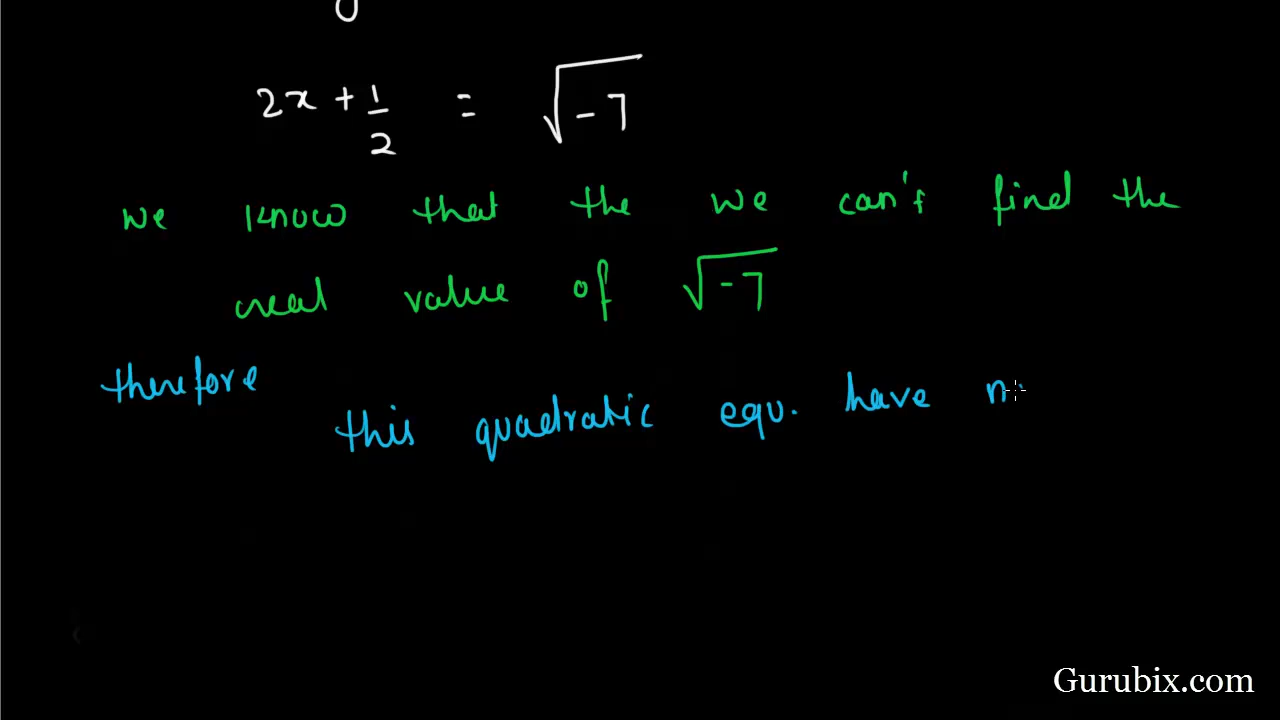 2x + 1/2 = √-7
we know that the we can't find the
real value of √-7
therefore
this quadratic equ. have
Gurubix.com